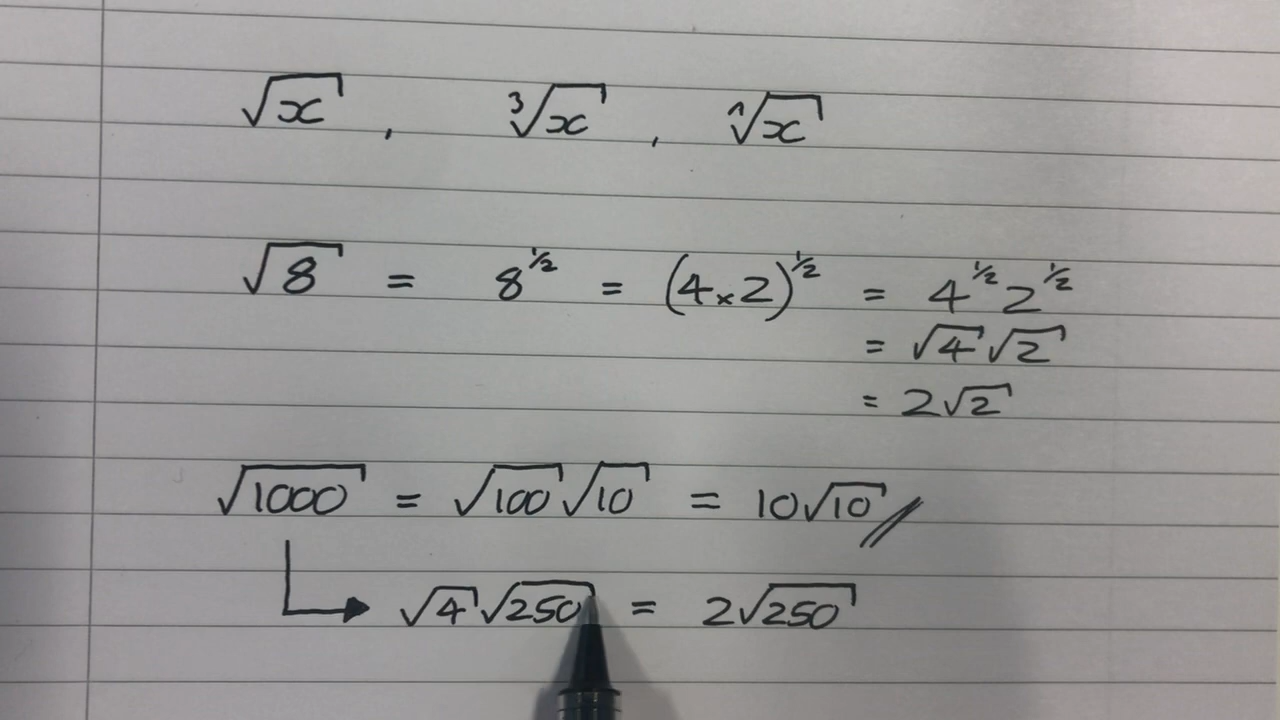 √x , ³√x , ⁿ√x
√8 = 8^½ = (4×2)^½ = 4^½ 2^½
= √4 √2
= 2√2
√1000 = √100 √10 = 10√10 //
√4 √250 = 2√250